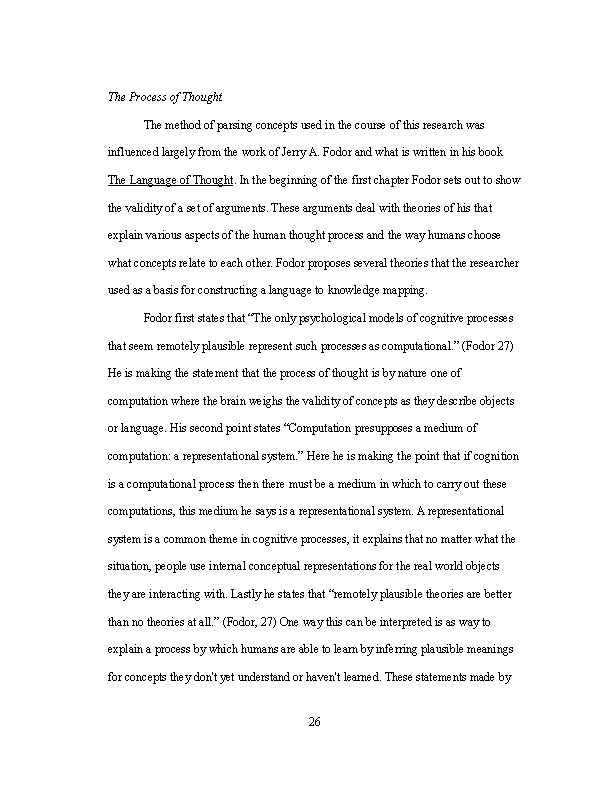 The Process of Thought
The method of parsing concepts used in the course of this research was
influenced largely from the work of Jerry A. Fodor and what is written in his book
The Language of Thought. In the beginning of the first chapter Fodor sets out to show
the validity of a set of arguments. These arguments deal with theories of his that
explain various aspects of the human thought process and the way humans choose
what concepts relate to each other. Fodor proposes several theories that the researcher
used as a basis for constructing a language to knowledge mapping.
Fodor first states that “The only psychological models of cognitive processes
that seem remotely plausible represent such processes as computational.” (Fodor 27)
He is making the statement that the process of thought is by nature one of
computation where the brain weighs the validity of concepts as they describe objects
or language. His second point states “Computation presupposes a medium of
computation: a representational system.” Here he is making the point that if cognition
is a computational process then there must be a medium in which to carry out these
computations, this medium he says is a representational system. A representational
system is a common theme in cognitive processes, it explains that no matter what the
situation, people use internal conceptual representations for the real world objects
they are interacting with. Lastly he states that “remotely plausible theories are better
than no theories at all.” (Fodor, 27) One way this can be interpreted is as way to
explain a process by which humans are able to learn by inferring plausible meanings
for concepts they don't yet understand or haven't learned. These statements made by
26